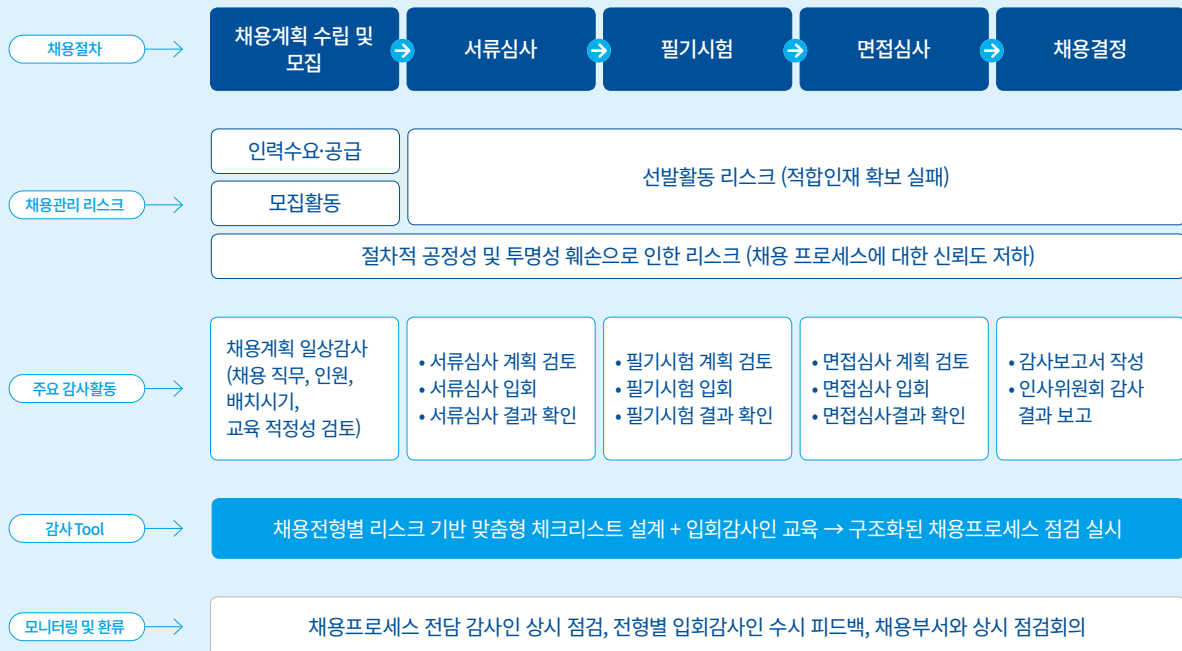 채용절차
채용계획 수립 및
모집
서류심사
필기시험
면접심사
채용결정
채용관리 리스크
인력수요·공급
모집활동
선발활동 리스크 (적합인재 확보 실패)
절차적 공정성 및 투명성 훼손으로 인한 리스크 (채용 프로세스에 대한 신뢰도 저하)
주요 감사활동
채용계획 일상감사
(채용 직무, 인원,
배치시기,
교육 적정성 검토)
• 서류심사 계획 검토
• 서류심사 입회
• 서류심사 결과 확인
• 필기시험 계획 검토
• 필기시험 입회
• 필기시험 결과 확인
• 면접심사 계획 검토
• 면접심사 입회
• 면접심사결과 확인
• 감사보고서 작성
• 인사위원회 감사
결과 보고
감사 Tool
채용전형별 리스크 기반 맞춤형 체크리스트 설계 + 입회감사인 교육 → 구조화된 채용프로세스 점검 실시
모니터링 및 환류
채용프로세스 전담 감사인 상시 점검, 전형별 입회감사인 수시 피드백, 채용부서와 상시 점검회의